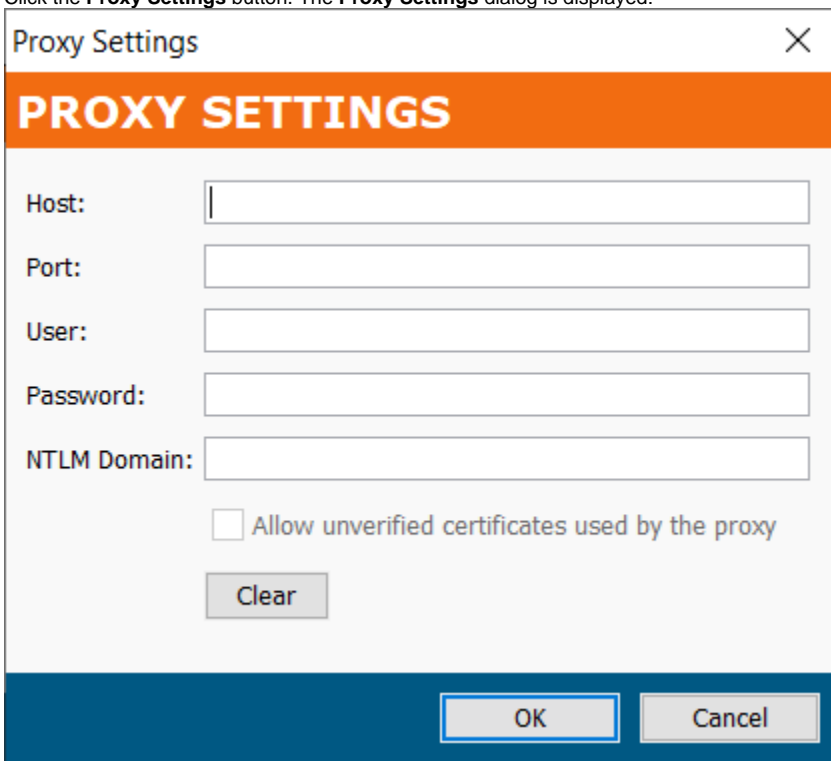 Click the Proxy Settings button. The Proxy Settings dialog is displayed.
Proxy Settings
PROXY SETTINGS
Host:
Port:
User:
Password:
NTLM Domain:
Allow unverified certificates used by the proxy
Clear
OK Cancel